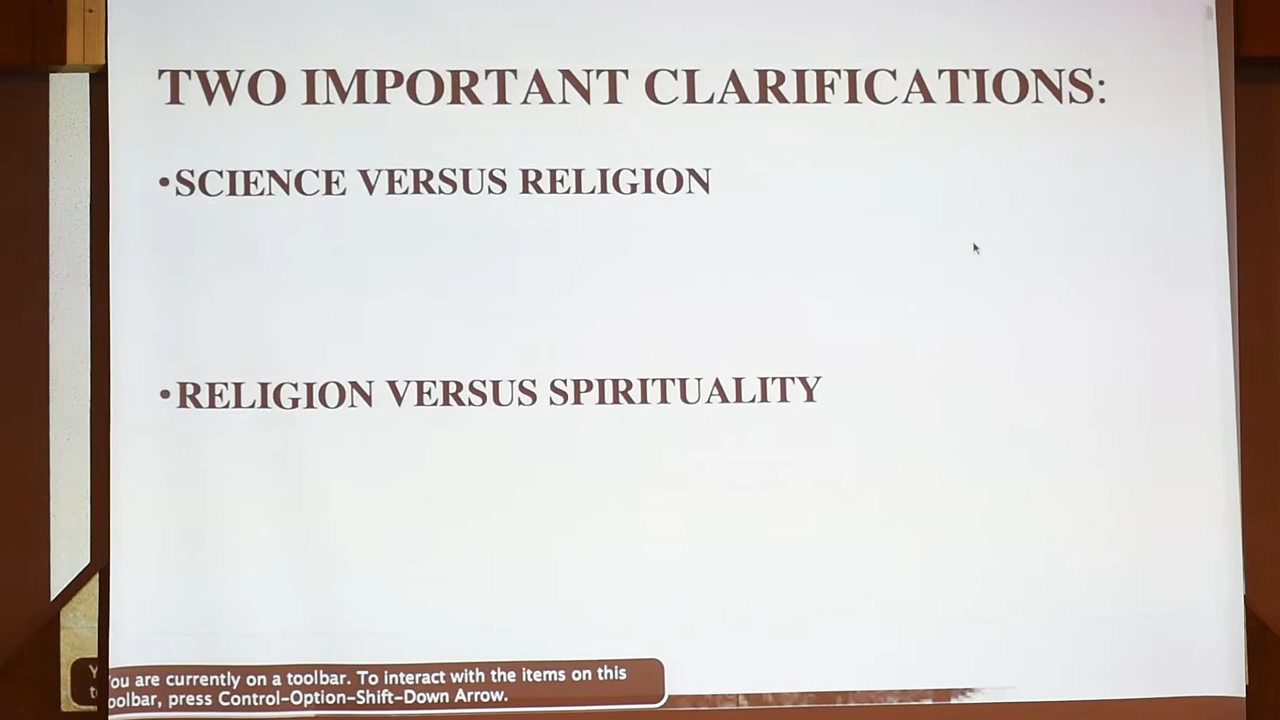 TWO IMPORTANT CLARIFICATIONS:
•SCIENCE VERSUS RELIGION
•RELIGION VERSUS SPIRITUALITY
You are currently on a toolbar. To interact with the items on this
toolbar, press Control-Option-Shift-Down Arrow.